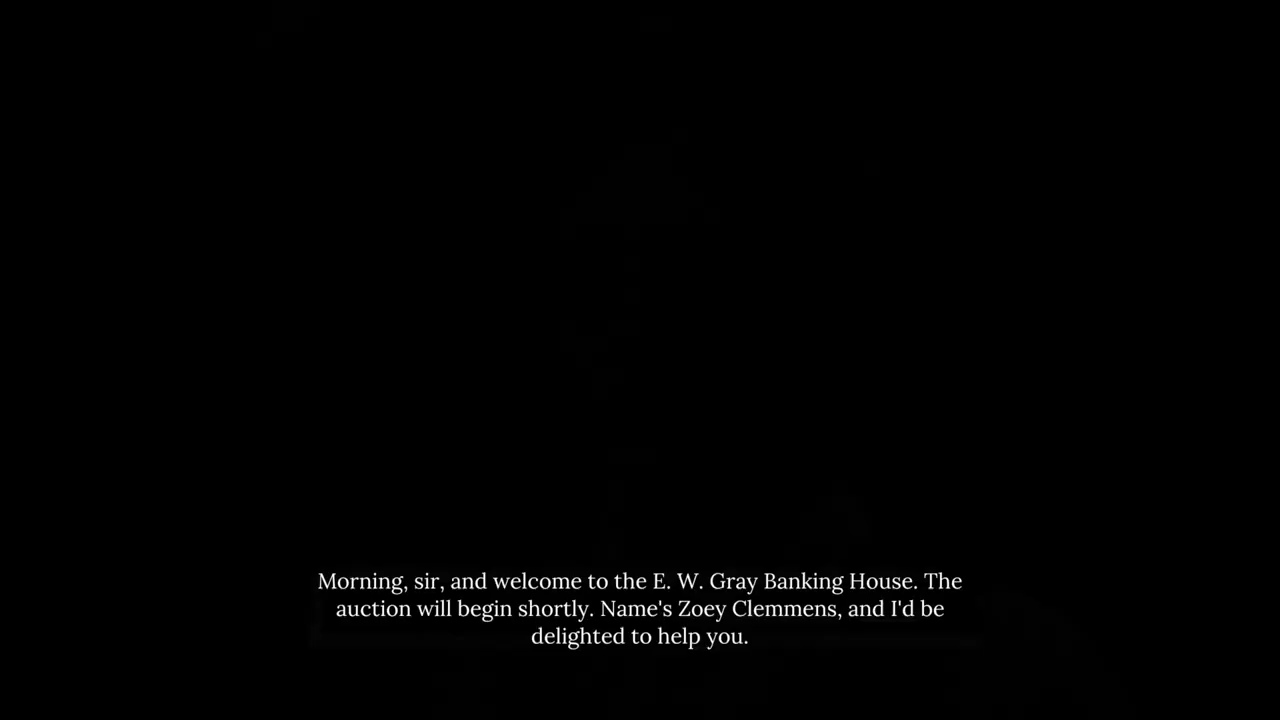 Morning, sir, and welcome to the E. W. Gray Banking House. The
auction will begin shortly. Name's Zoey Clemmens, and I'd be
delighted to help you.